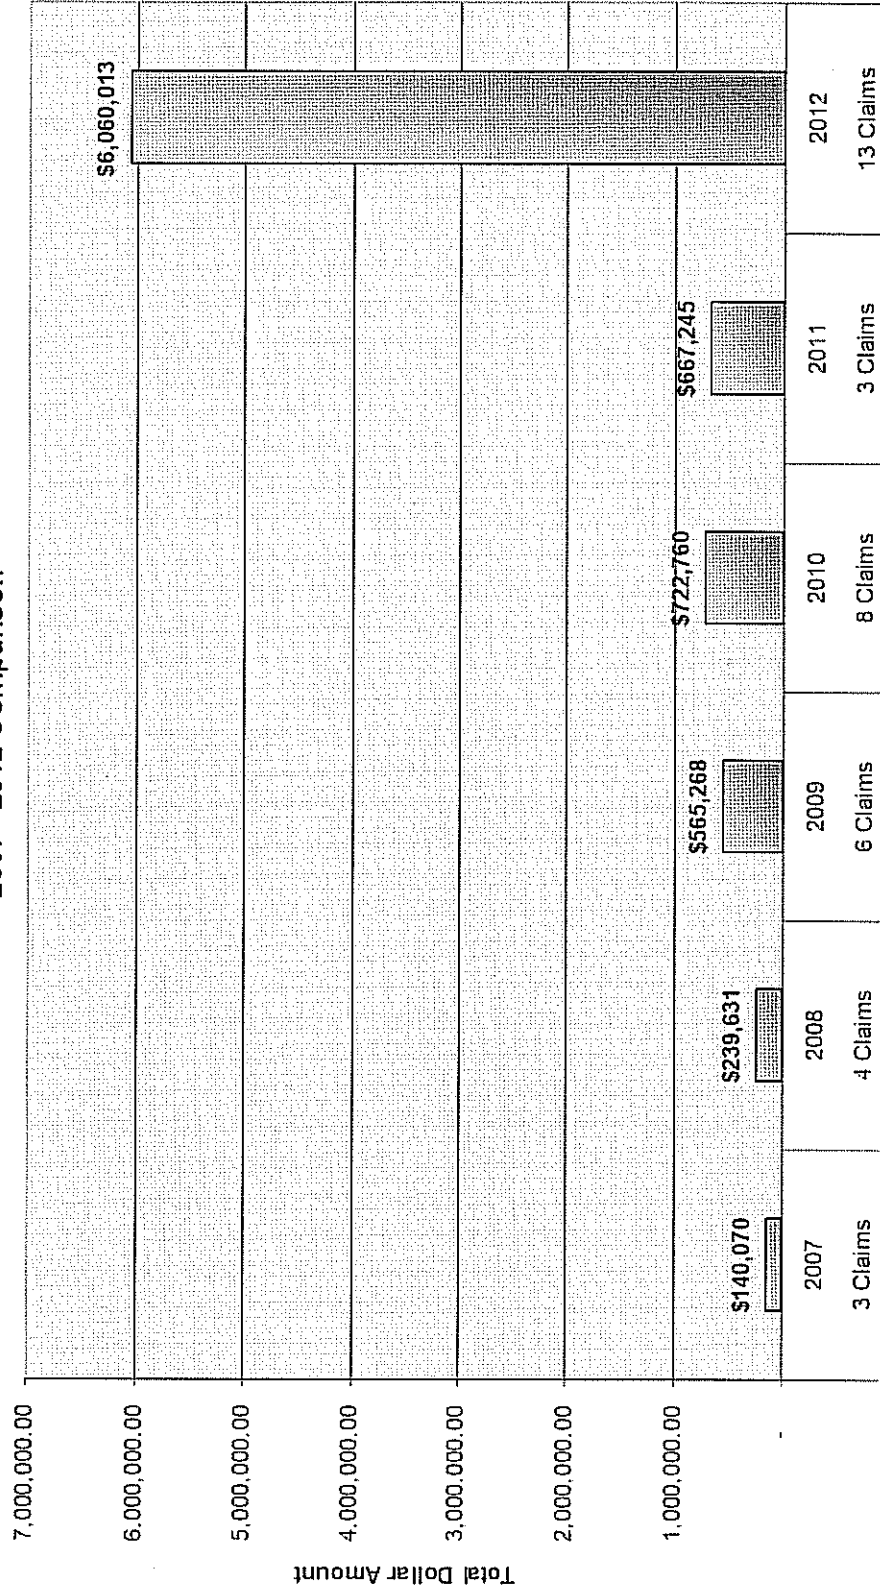 2007 - 2012 Comparison
Total Dollar Amount
7,000,000.00
6,000,000.00
5,000,000.00
4,000,000.00
3,000,000.00
2,000,000.00
1,000,000.00
-
$140,070
$239,631
$565,268
$722,760
$667,245
$6,060,013
2007
3 Claims
2008
4 Claims
2009
6 Claims
2010
8 Claims
2011
3 Claims
2012
13 Claims